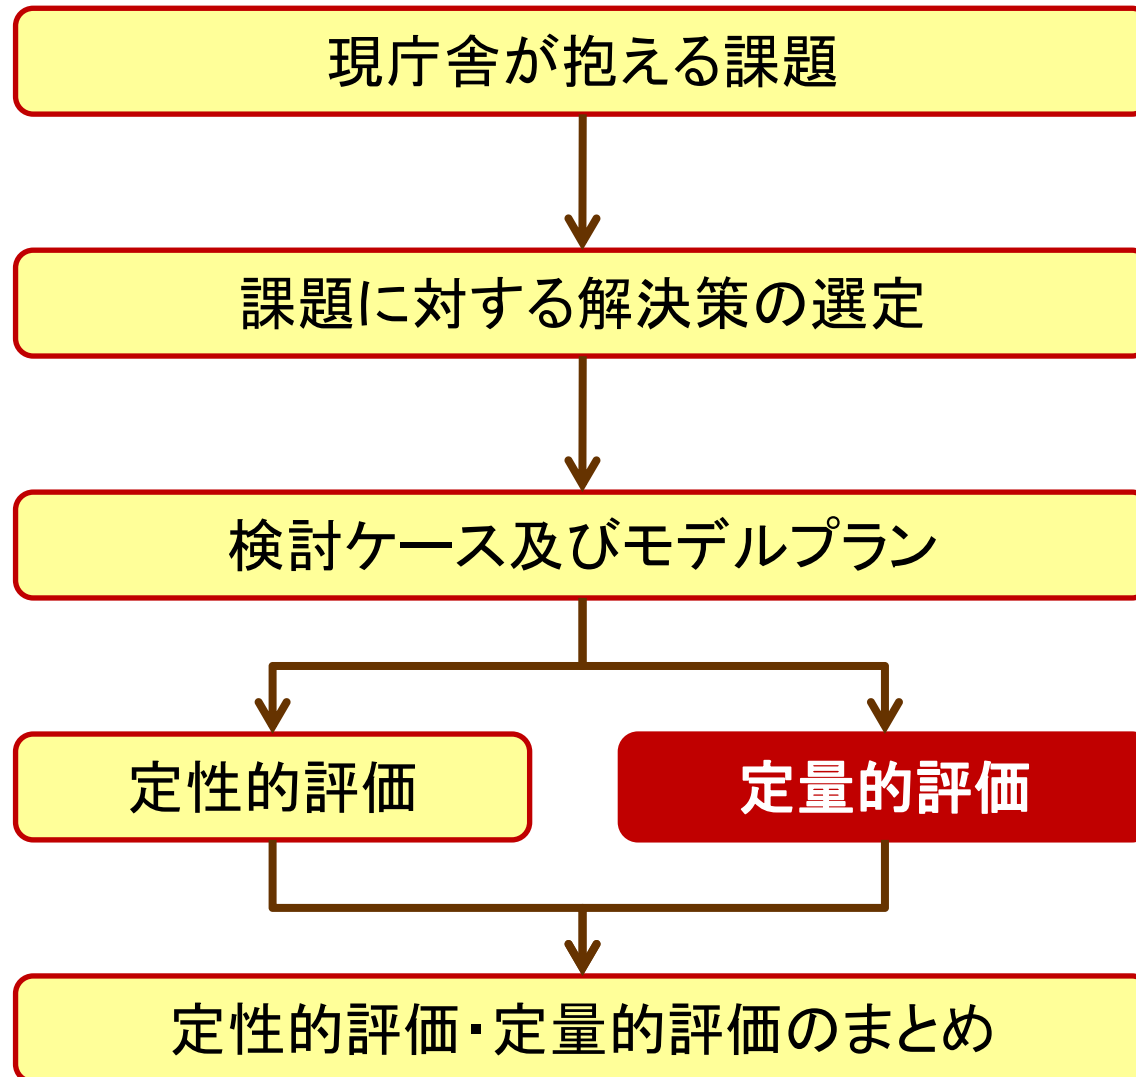 現庁舎が抱える課題
課題に対する解決策の選定
検討ケース及びモデルプラン
定性的評価
定量的評価
定性的評価・定量的評価のまとめ